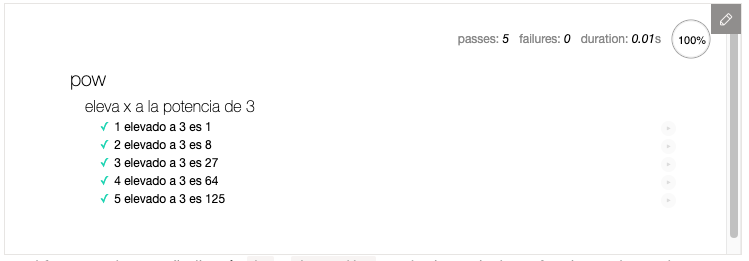 passes: 5 failures: 0 duration: 0.01s 100%
pow
eleva x a la potencia de 3
✓ 1 elevado a 3 es 1
✓ 2 elevado a 3 es 8
✓ 3 elevado a 3 es 27
✓ 4 elevado a 3 es 64
✓ 5 elevado a 3 es 125